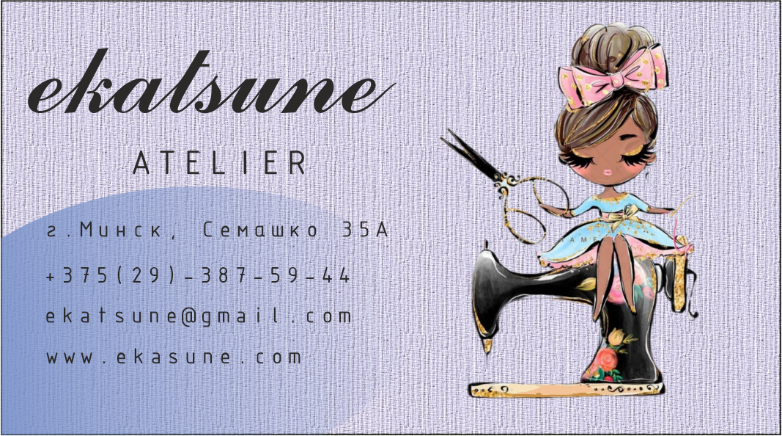 ekatsune
ATELIER
г.Минск, Семашко 35А
+375(29)-387-59-44
ekatsune@gmail.com
www.ekasune.com